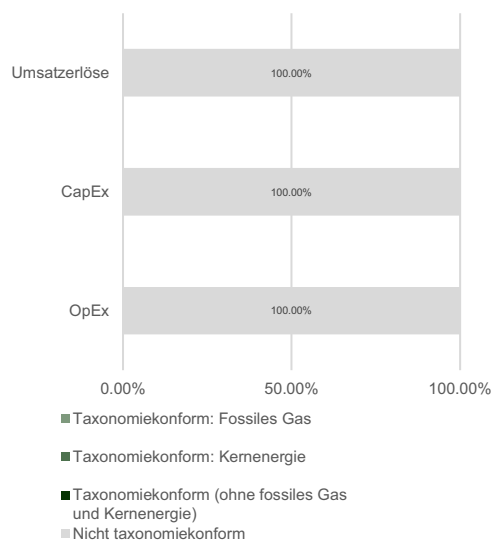 Umsatzerlöse
100.00%
CapEx
100.00%
OpEx
100.00%
0.00%
50.00%
100.00%
Taxonomiekonform: Fossiles Gas
Taxonomiekonform: Kernenergie
Taxonomiekonform (ohne fossiles Gas
und Kernenergie)
Nicht taxonomiekonform